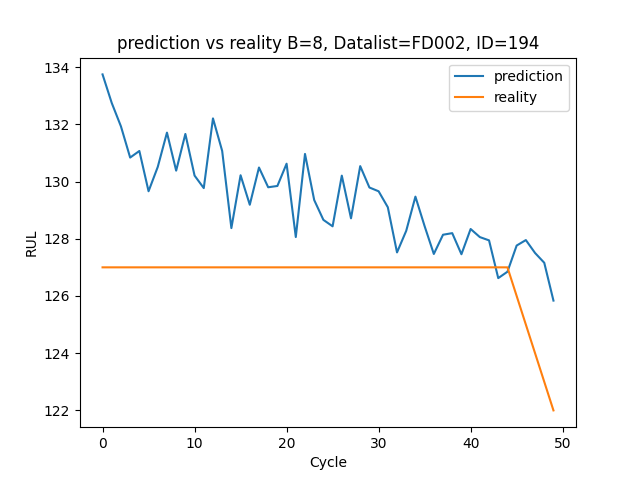 prediction vs reality B=8, Datalist=FD002, ID=194
prediction
reality
RUL
134
132
130
128
126
124
122
0 10 20 30 40 50
Cycle